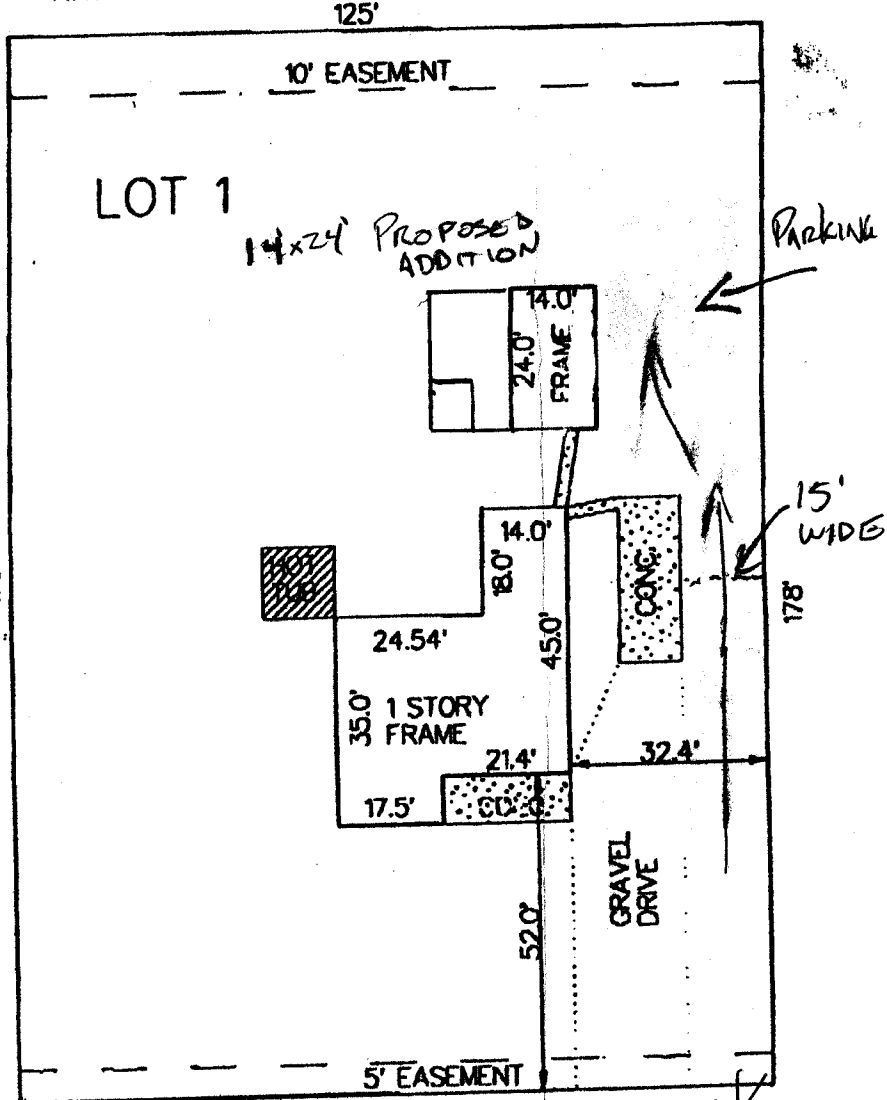 125'
10' EASEMENT
LOT 1
14x24' PROPOSED
ADDITION
PARKING
14.0'
24.0'
FRAME
15'
WIDE
14.0'
18.0'
HOT
TUB
CONC.
178'
24.54'
45.0'
35.0'
1 STORY
FRAME
21.4'
32.4'
17.5'
GRAVEL
DRIVE
52.0'
5' EASEMENT